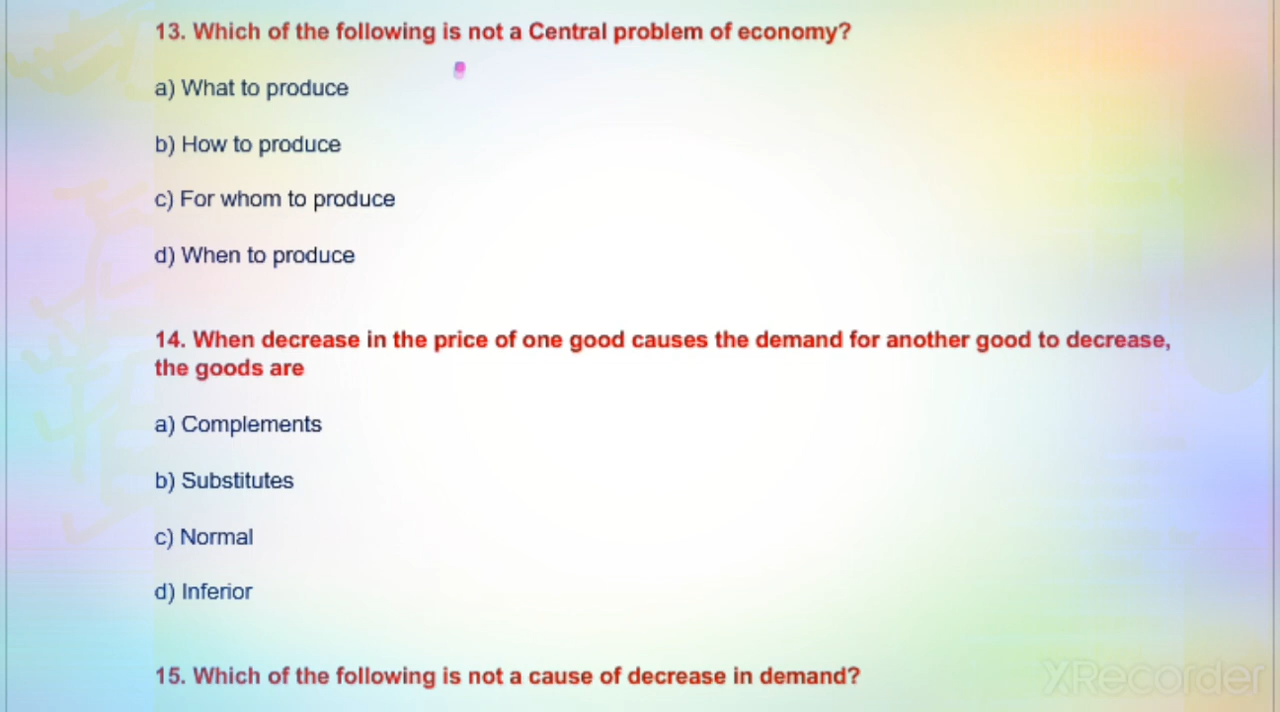 13. Which of the following is not a Central problem of economy?
a) What to produce
b) How to produce
c) For whom to produce
d) When to produce
14. When decrease in the price of one good causes the demand for another good to decrease,
the goods are
a) Complements
b) Substitutes
c) Normal
d) Inferior
15. Which of the following is not a cause of decrease in demand?
XRecorder